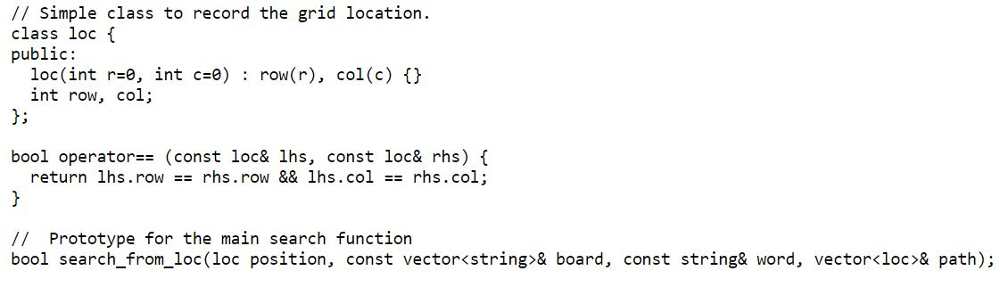 // Simple class to record the grid location.
class loc {
public:
  loc(int r=0, int c=0) : row(r), col(c) {}
  int row, col;
};

bool operator== (const loc& lhs, const loc& rhs) {
  return lhs.row == rhs.row && lhs.col == rhs.col;
}

//  Prototype for the main search function
bool search_from_loc(loc position, const vector<string>& board, const string& word, vector<loc>& path);